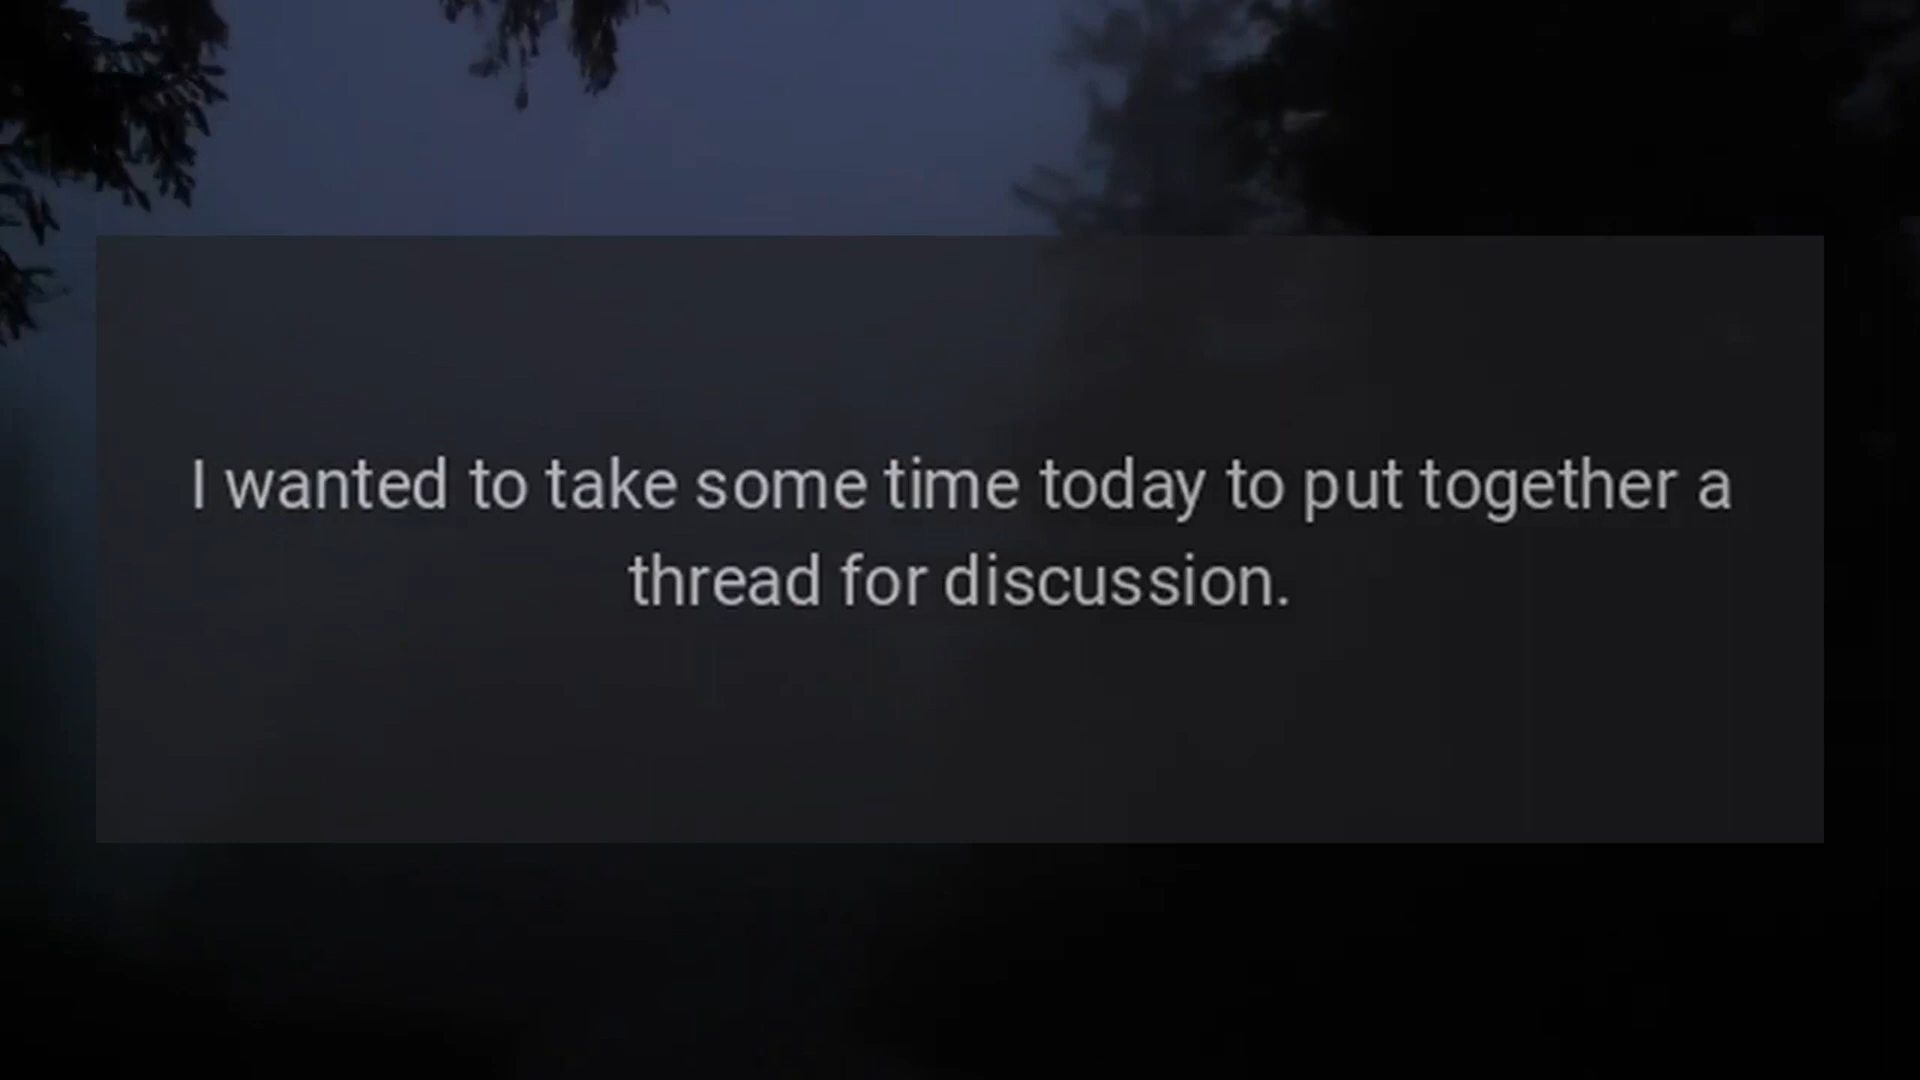 I wanted to take some time today to put together a
thread for discussion.